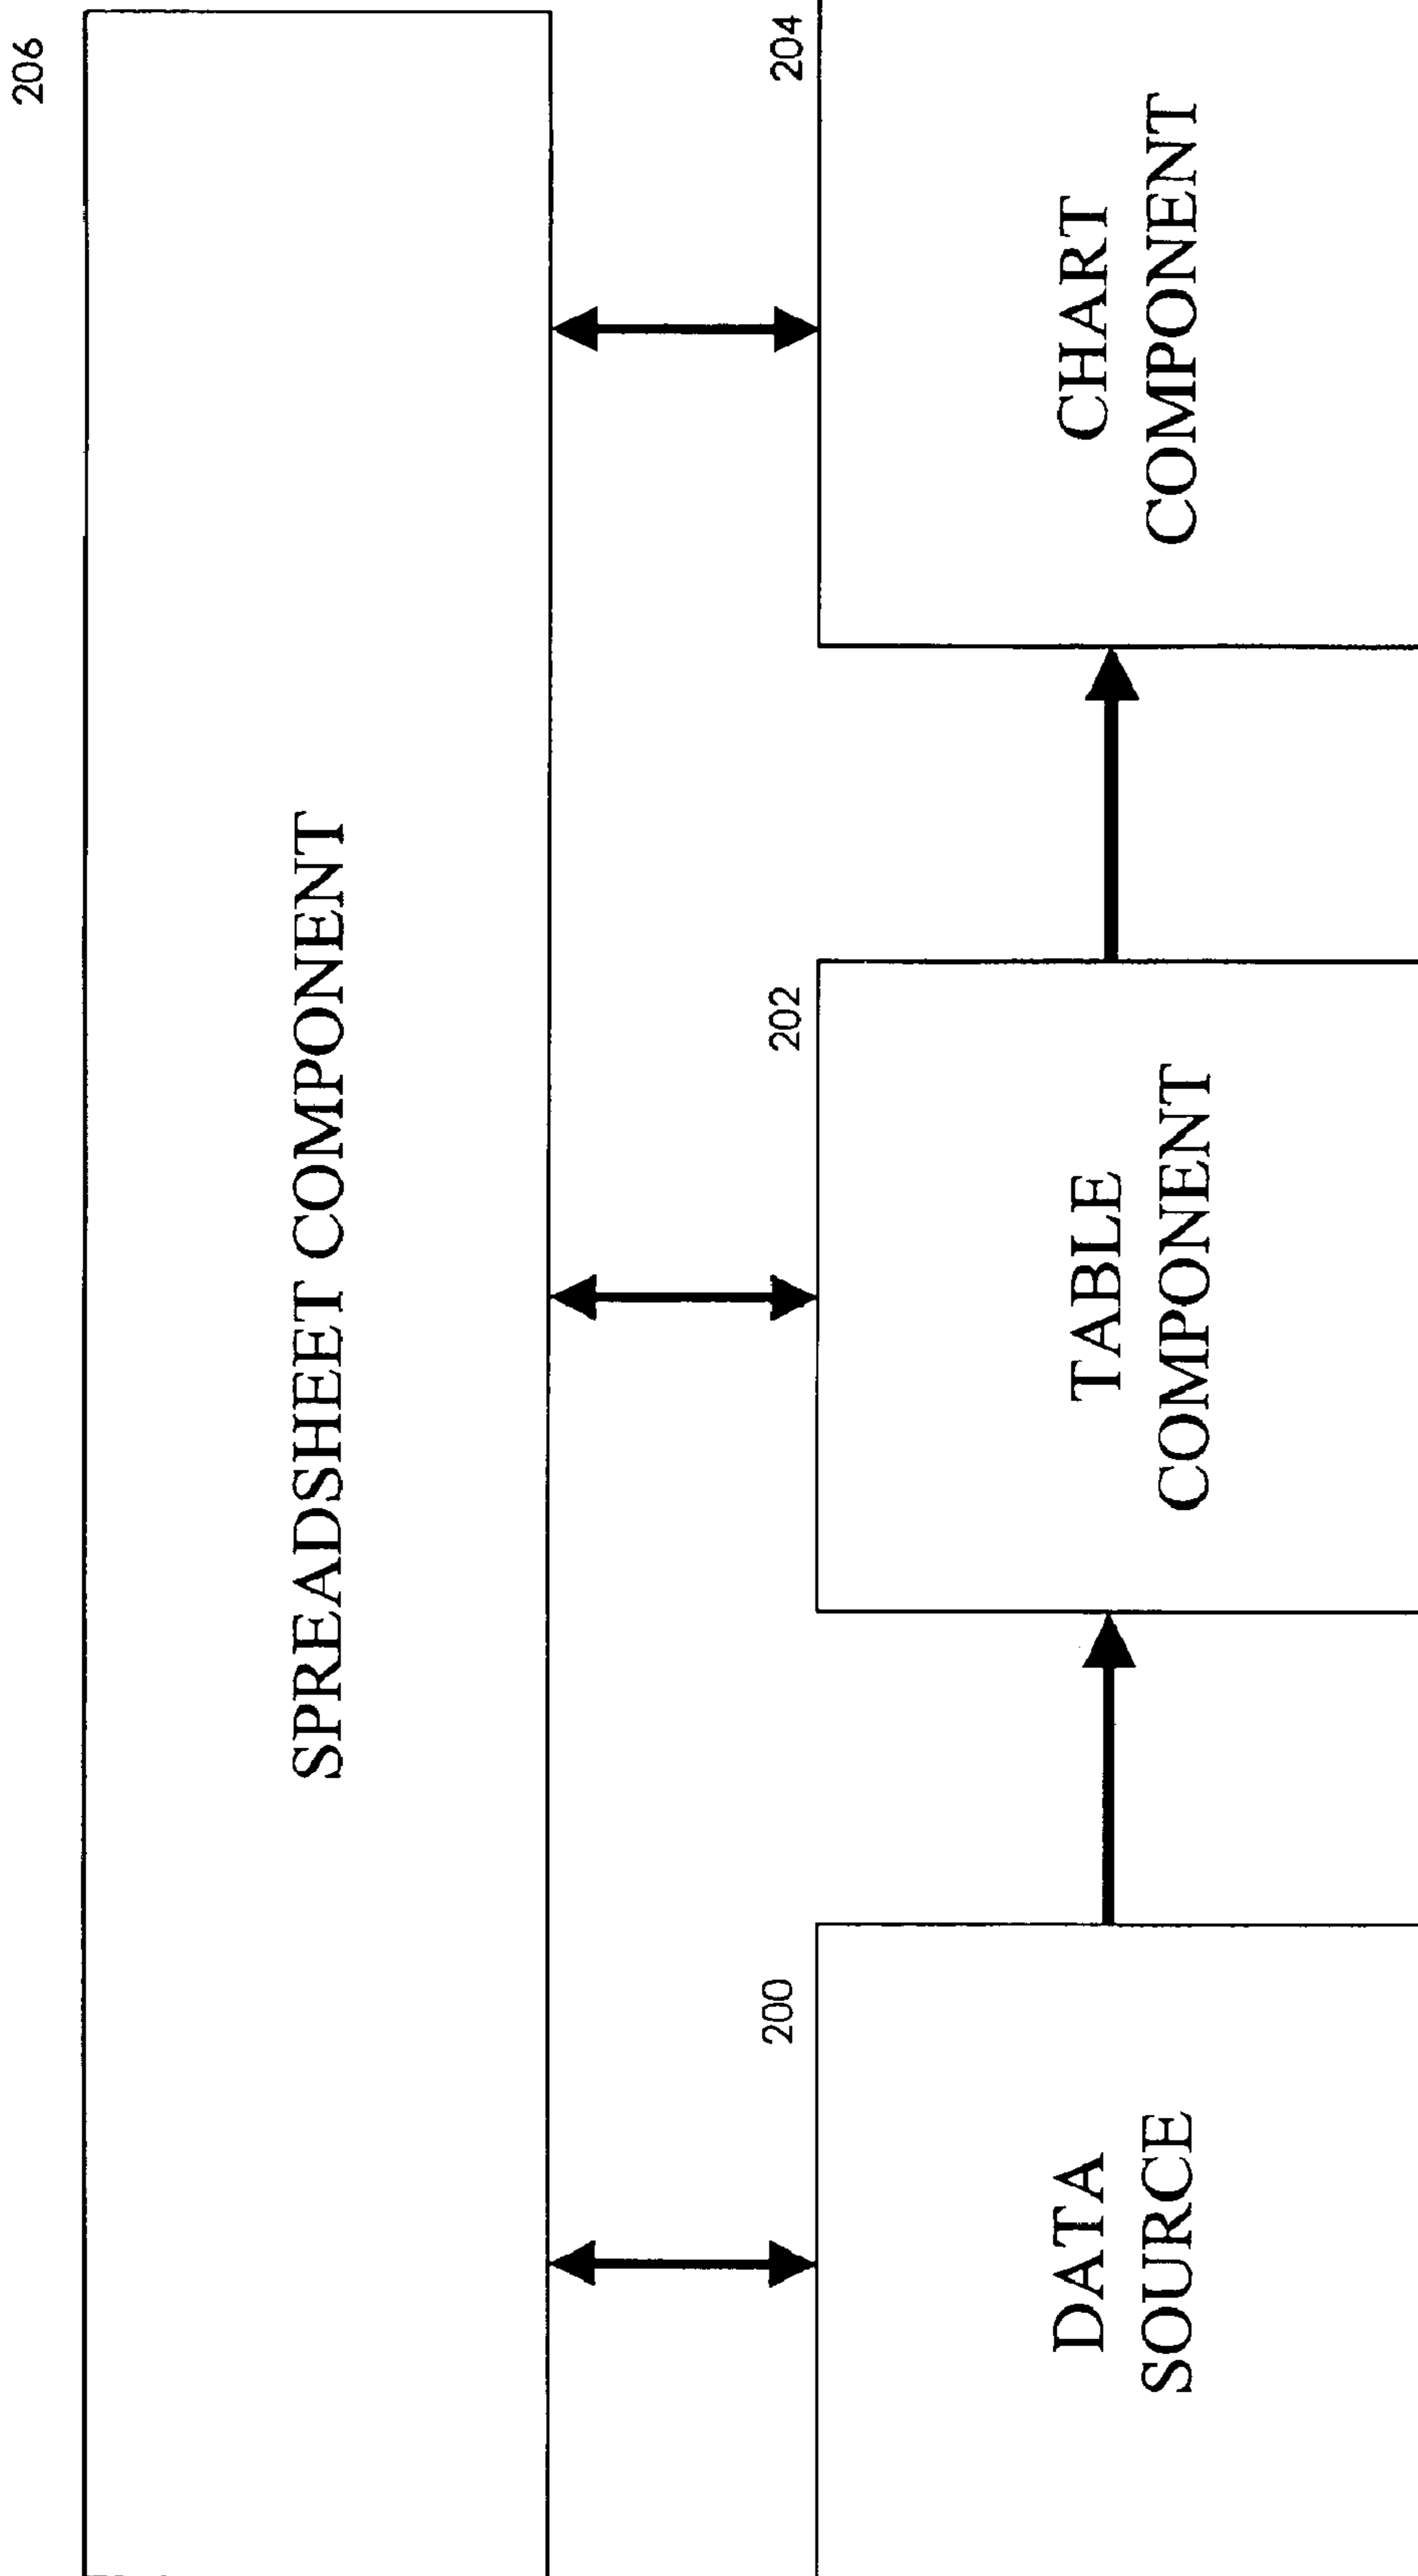 206
SPREADSHEET COMPONENT
200
DATA
SOURCE
202
TABLE
COMPONENT
204
CHART
COMPONENT